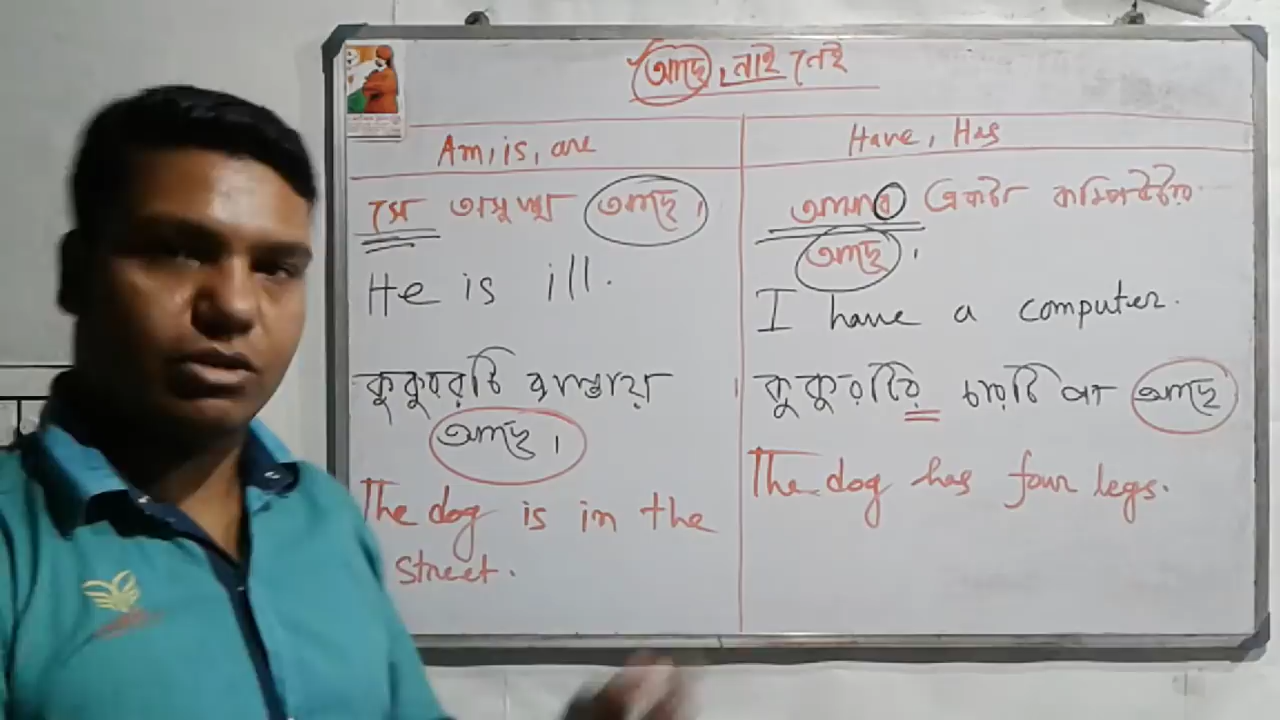 আছে, নাই নেই
Am, is, are
Have, Has
সে অসুস্থ আছে।
He is ill.
কুকুরটি রাস্তায়
আছে।
The dog is in the
street.
আমার একটা কম্পিউটার
আছে।
I have a computer.
কুকুরটির চারটি পা আছে
The dog has four legs.